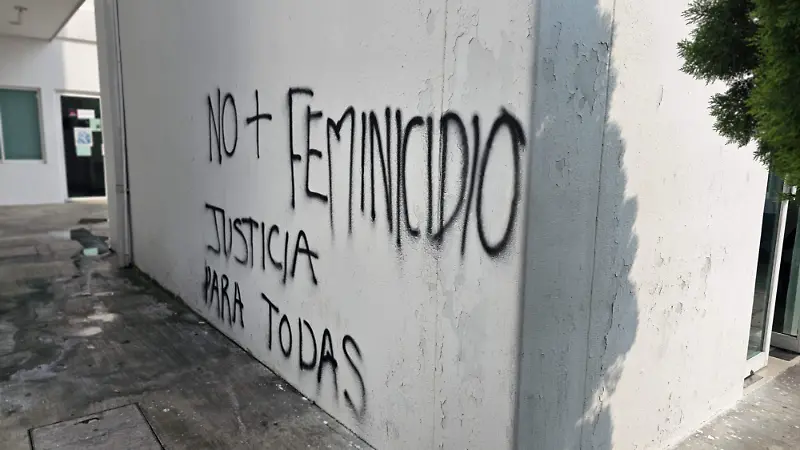 NO + FEMINICIDIO
JUSTICIA
PARA TODAS